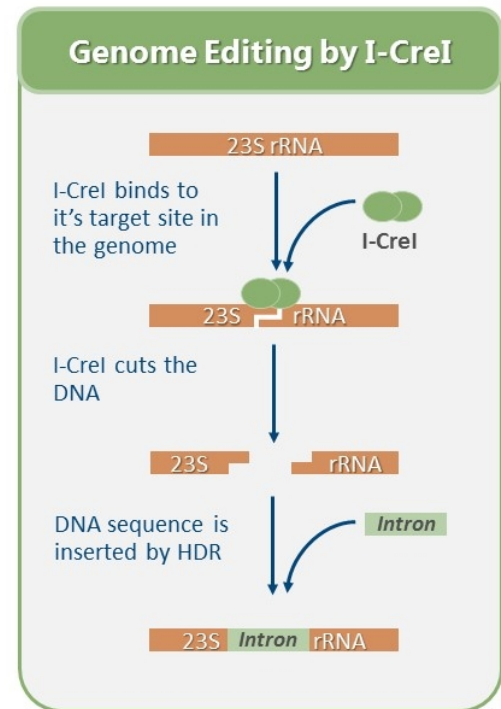 Genome Editing by I-CreI
23S rRNA
I-CreI binds to
it's target site in
the genome
I-CreI
23S rRNA
I-CreI cuts the
DNA
23S rRNA
DNA sequence is
inserted by HDR
Intron
23S Intron rRNA